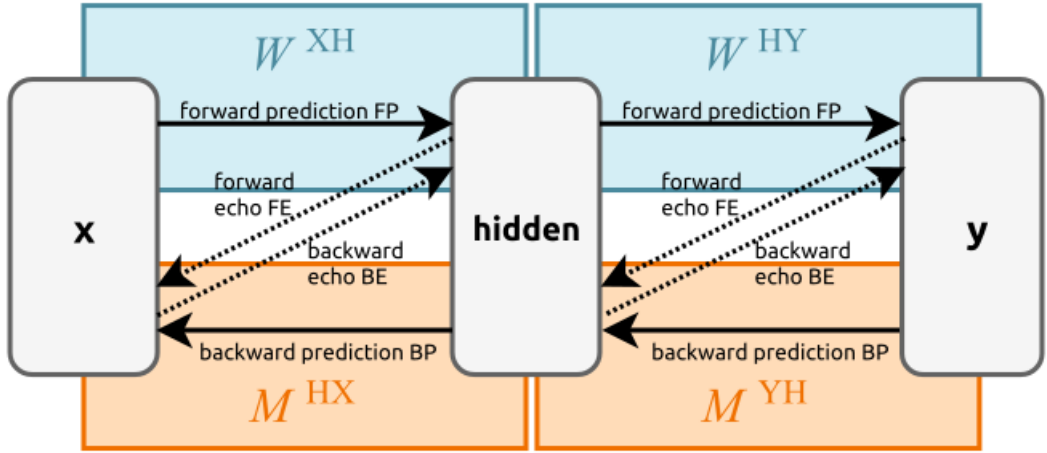 W XH
W HY
forward prediction FP
forward prediction FP
forward
echo FE
forward
echo FE
x
hidden
y
backward
echo BE
backward
echo BE
backward prediction BP
backward prediction BP
M HX
M YH